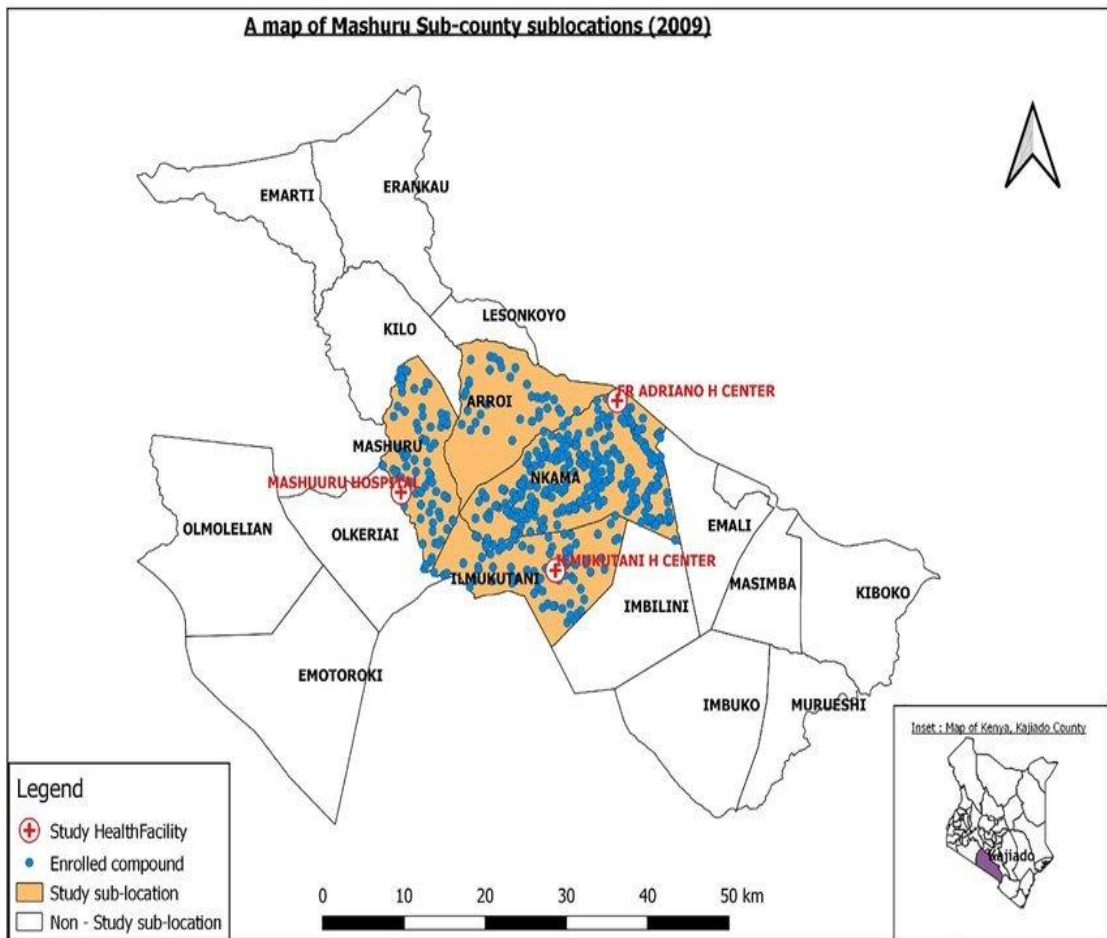 A map of Mashuru Sub-county sublocations (2009)
EMARTI
ERANKAU
LESONKOYO
KILO
FR ADRIANO H CENTER
ARROI
MASHURU
MASHUURU HOSPITAL
NKAMA
OLMOLELIAN
OLKERIAI
EMALI
ILMUKUTANI H CENTER
ILMUKUTANI
MASIMBA
KIBOKO
IMBILINI
EMOTOROKI
IMBUKO
MURUESHI
Inset : Map of Kenya, Kajiado County
Kajiado
Legend
Study HealthFacility
Enrolled compound
Study sub-location
Non - Study sub-location
0 10 20 30 40 50 km